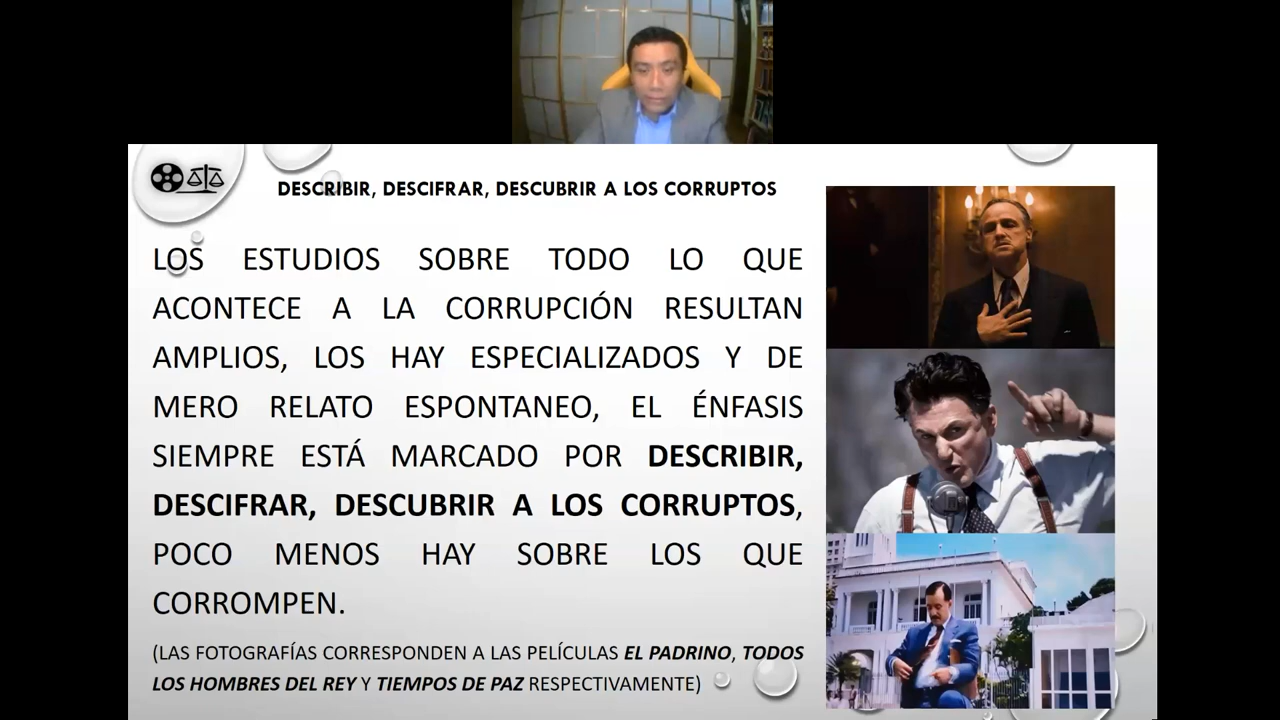 DESCRIBIR, DESCIFRAR, DESCUBRIR A LOS CORRUPTOS
LOS ESTUDIOS SOBRE TODO LO QUE
ACONTECE A LA CORRUPCIÓN RESULTAN
AMPLIOS, LOS HAY ESPECIALIZADOS Y DE
MERO RELATO ESPONTANEO, EL ÉNFASIS
SIEMPRE ESTÁ MARCADO POR DESCRIBIR,
DESCIFRAR, DESCUBRIR A LOS CORRUPTOS,
POCO MENOS HAY SOBRE LOS QUE
CORROMPEN.
(LAS FOTOGRAFÍAS CORRESPONDEN A LAS PELÍCULAS EL PADRINO, TODOS
LOS HOMBRES DEL REY Y TIEMPOS DE PAZ RESPECTIVAMENTE)